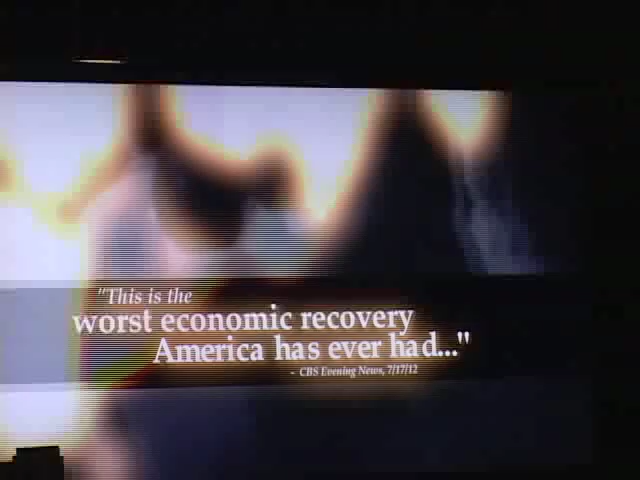 "This is the
worst economic recovery
America has ever had..."
- CBS Evening News, 7/17/12